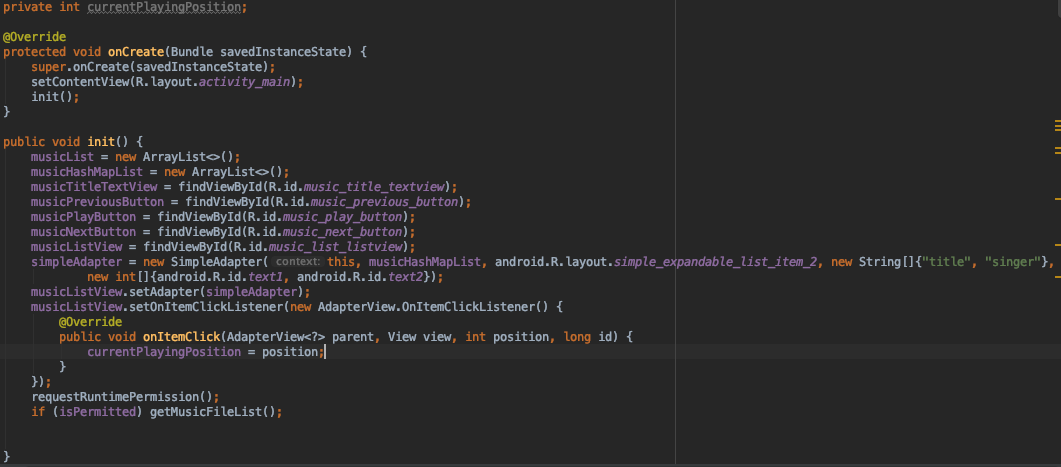 private int currentPlayingPosition;
@Override
protected void onCreate(Bundle savedInstanceState) {
super.onCreate(savedInstanceState);
setContentView(R.layout.activity_main);
init();
}
public void init() {
musicList = new ArrayList<>();
musicHashMapList = new ArrayList<>();
musicTitleTextView = findViewById(R.id.music_title_textview);
musicPreviousButton = findViewById(R.id.music_previous_button);
musicPlayButton = findViewById(R.id.music_play_button);
musicNextButton = findViewById(R.id.music_next_button);
musicListView = findViewById(R.id.music_list_listview);
simpleAdapter = new SimpleAdapter( context: this, musicHashMapList, android.R.layout.simple_expandable_list_item_2, new String[]{"title", "singer"},
new int[]{android.R.id.text1, android.R.id.text2});
musicListView.setAdapter(simpleAdapter);
musicListView.setOnItemClickListener(new AdapterView.OnItemClickListener() {
@Override
public void onItemClick(AdapterView<?> parent, View view, int position, long id) {
currentPlayingPosition = position;
}
});
requestRuntimePermission();
if (isPermitted) getMusicFileList();
}